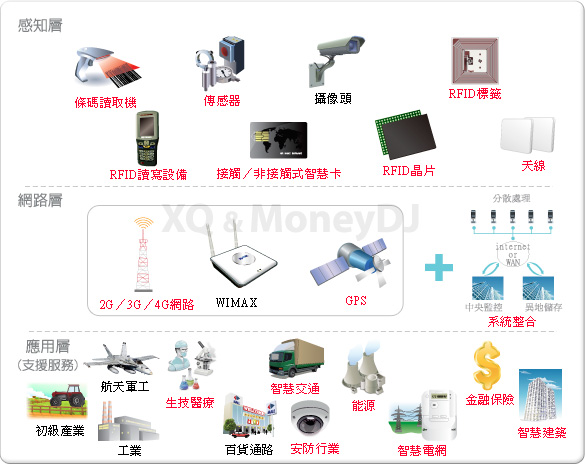 感知層
條碼讀取機
傳感器
攝像頭
RFID標籤
RFID讀寫設備
接觸／非接觸式智慧卡
RFID晶片
天線
網路層
XQ & MoneyDJ
分散處理
internet
or
WAN
2G／3G／4G網路
WIMAX
GPS
中央監控
異地儲存
系統整合
應用層
(支援服務)
航天軍工
生技醫療
智慧交通
能源
金融保險
初級產業
工業
百貨通路
安防行業
智慧電網
智慧建築